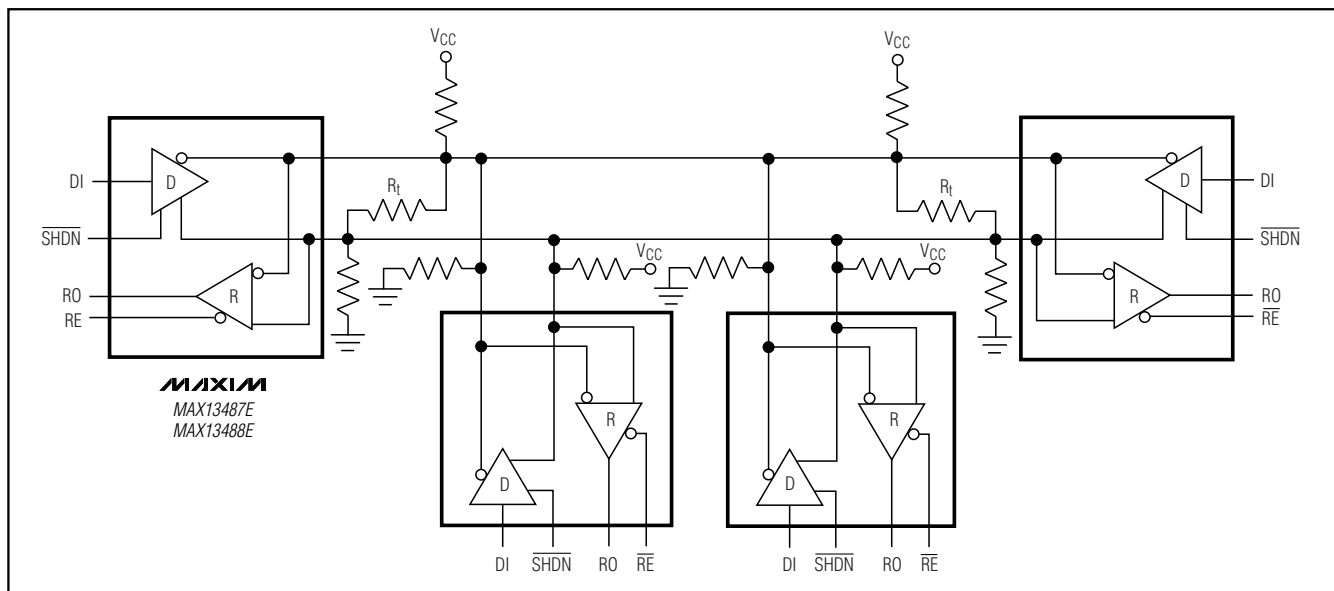 VCC VCC
DI D Rt Rt D DI
SHDN SHDN
VCC VCC
RO R R RO
RE RE
MAXIM
MAX13487E
MAX13488E
R R
D D
DI SHDN RO RE DI SHDN RO RE